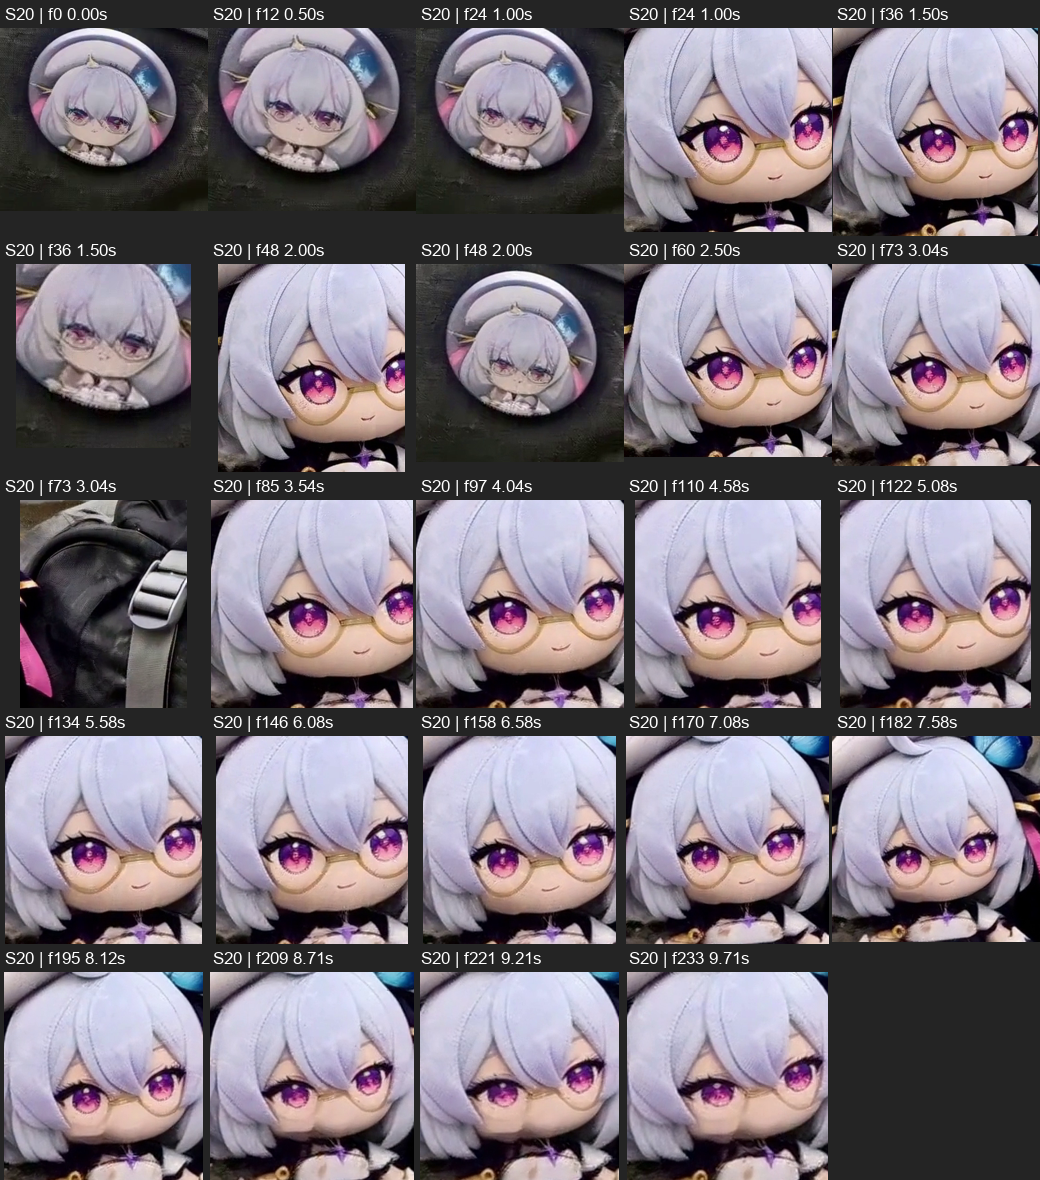 S20 | f0 0.00s
S20 | f12 0.50s
S20 | f24 1.00s
S20 | f24 1.00s
S20 | f36 1.50s
S20 | f36 1.50s
S20 | f48 2.00s
S20 | f48 2.00s
S20 | f60 2.50s
S20 | f73 3.04s
S20 | f73 3.04s
S20 | f85 3.54s
S20 | f97 4.04s
S20 | f110 4.58s
S20 | f122 5.08s
S20 | f134 5.58s
S20 | f146 6.08s
S20 | f158 6.58s
S20 | f170 7.08s
S20 | f182 7.58s
S20 | f195 8.12s
S20 | f209 8.71s
S20 | f221 9.21s
S20 | f233 9.71s